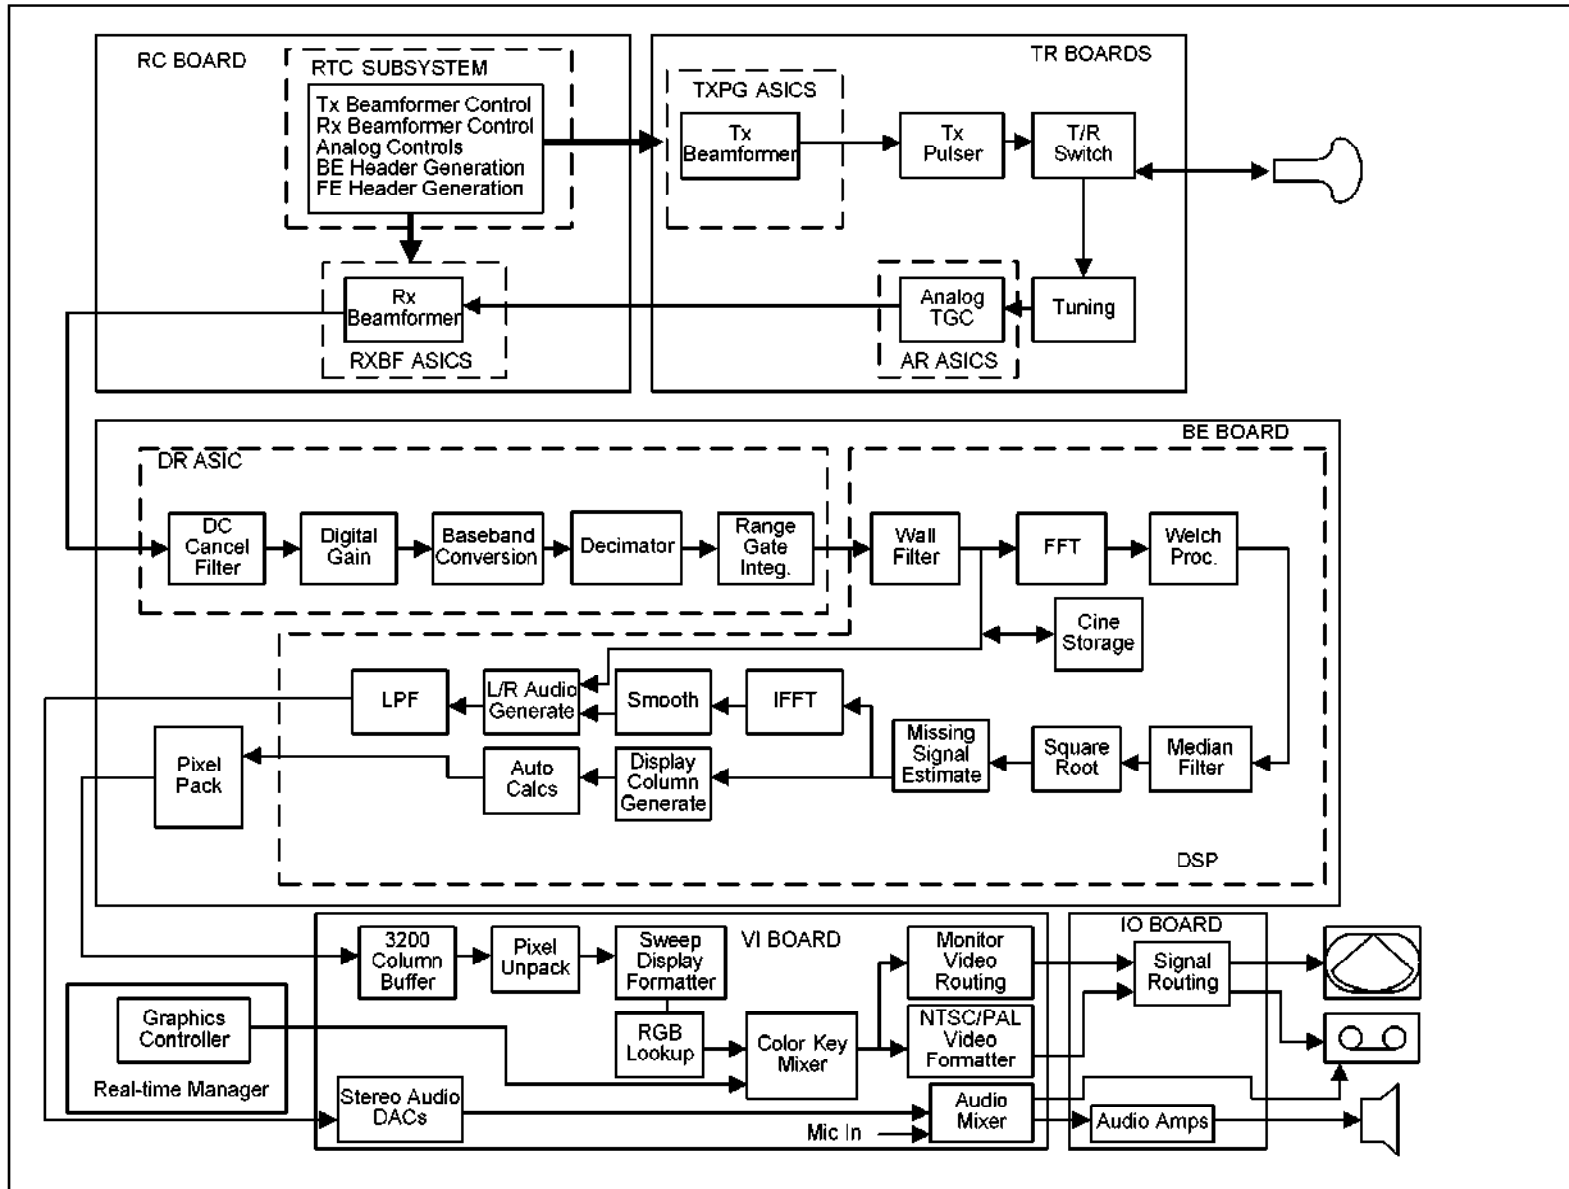 RC BOARD
RTC SUBSYSTEM
Tx Beamformer Control
Rx Beamformer Control
Analog Controls
BE Header Generation
FE Header Generation
Rx
Beamformer
RXBF ASICS
TR BOARDS
TXPG ASICS
Tx
Beamformer
Tx
Pulser
T/R
Switch
Analog
TGC
AR ASICS
Tuning
BE BOARD
DR ASIC
DC
Cancel
Filter
Digital
Gain
Baseband
Conversion
Decimator
Range
Gate
Integ.
Wall
Filter
FFT
Welch
Proc.
Cine
Storage
LPF
L/R Audio
Generate
Smooth
IFFT
Missing
Signal
Estimate
Square
Root
Median
Filter
Pixel
Pack
Auto
Calcs
Display
Column
Generate
DSP
VI BOARD
3200
Column
Buffer
Pixel
Unpack
Sweep
Display
Formatter
Monitor
Video
Routing
IO BOARD
Signal
Routing
Graphics
Controller
Real-time Manager
RGB
Lookup
Color Key
Mixer
NTSC/PAL
Video
Formatter
Stereo Audio
DACs
Mic In
Audio
Mixer
Audio Amps